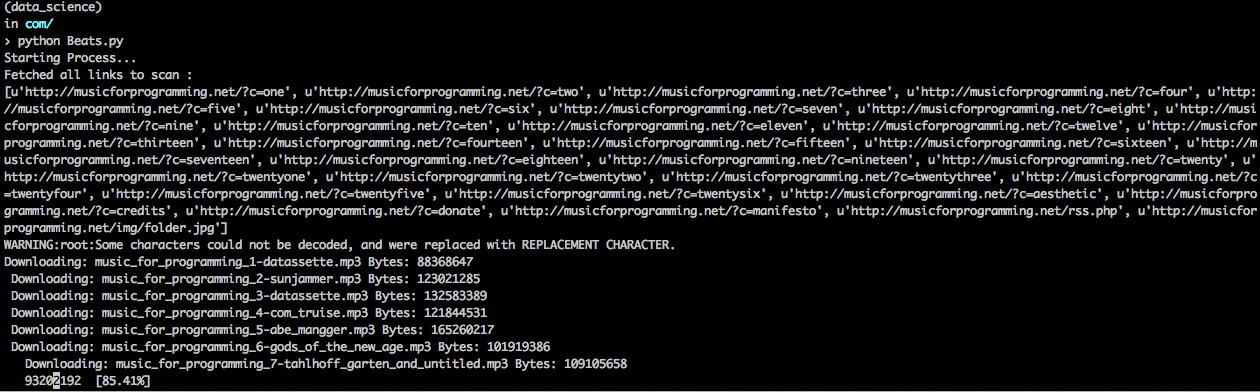 (data_science)
in com/
› python Beats.py
Starting Process...
Fetched all links to scan :
[u'http://musicforprogramming.net/?c=one', u'http://musicforprogramming.net/?c=two', u'http://musicforprogramming.net/?c=three', u'http://musicforprogramming.net/?c=four', u'http:
//musicforprogramming.net/?c=five', u'http://musicforprogramming.net/?c=six', u'http://musicforprogramming.net/?c=seven', u'http://musicforprogramming.net/?c=eight', u'http://musi
cforprogramming.net/?c=nine', u'http://musicforprogramming.net/?c=ten', u'http://musicforprogramming.net/?c=eleven', u'http://musicforprogramming.net/?c=twelve', u'http://musicfor
programming.net/?c=thirteen', u'http://musicforprogramming.net/?c=fourteen', u'http://musicforprogramming.net/?c=fifteen', u'http://musicforprogramming.net/?c=sixteen', u'http://m
usicforprogramming.net/?c=seventeen', u'http://musicforprogramming.net/?c=eighteen', u'http://musicforprogramming.net/?c=nineteen', u'http://musicforprogramming.net/?c=twenty', u'
http://musicforprogramming.net/?c=twentyone', u'http://musicforprogramming.net/?c=twentytwo', u'http://musicforprogramming.net/?c=twentythree', u'http://musicforprogramming.net/?c
=twentyfour', u'http://musicforprogramming.net/?c=twentyfive', u'http://musicforprogramming.net/?c=twentysix', u'http://musicforprogramming.net/?c=aesthetic', u'http://musicforpro
gramming.net/?c=credits', u'http://musicforprogramming.net/?c=donate', u'http://musicforprogramming.net/?c=manifesto', u'http://musicforprogramming.net/rss.php', u'http://musicfor
programming.net/img/folder.jpg']
WARNING:root:Some characters could not be decoded, and were replaced with REPLACEMENT CHARACTER.
Downloading: music_for_programming_1-datassette.mp3 Bytes: 88368647
Downloading: music_for_programming_2-sunjammer.mp3 Bytes: 123021285
Downloading: music_for_programming_3-datassette.mp3 Bytes: 132583389
Downloading: music_for_programming_4-com_truise.mp3 Bytes: 121844531
Downloading: music_for_programming_5-abe_mangger.mp3 Bytes: 165260217
Downloading: music_for_programming_6-gods_of_the_new_age.mp3 Bytes: 101919386
Downloading: music_for_programming_7-tahlhoff_garten_and_untitled.mp3 Bytes: 109105658
93202192 [85.41%]